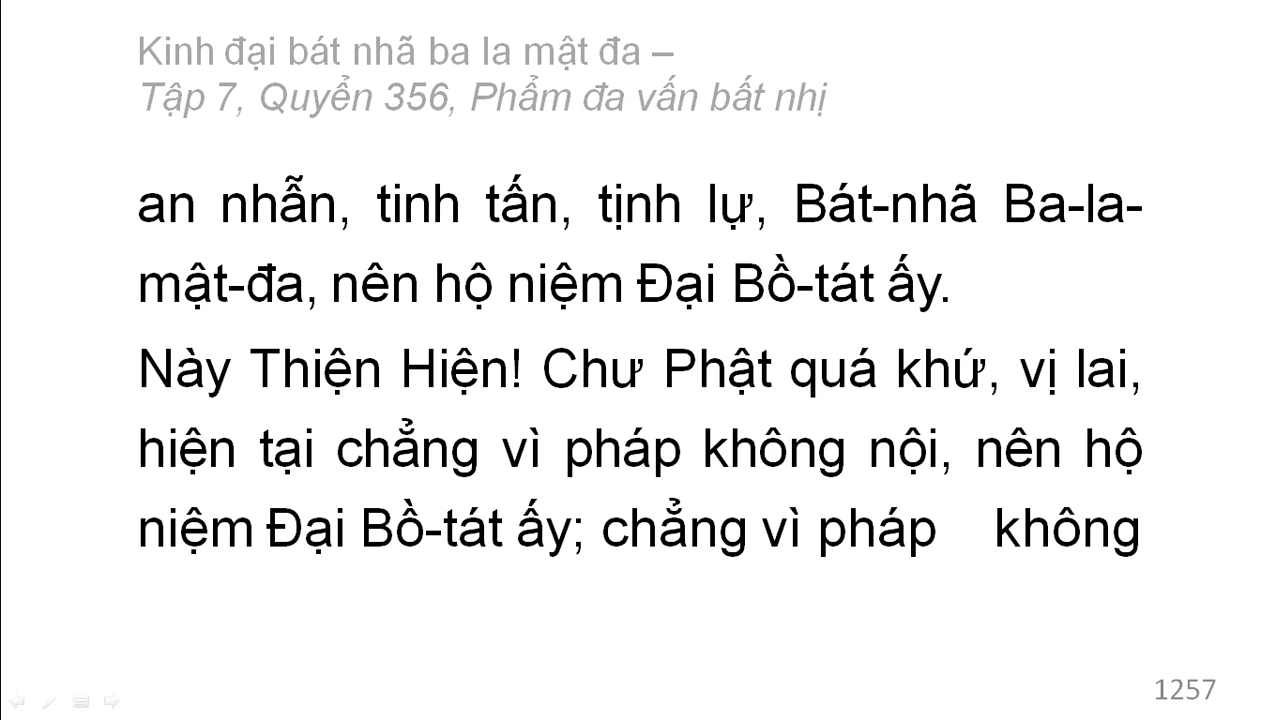 Kinh đại bát nhã ba la mật đa –
Tập 7, Quyển 356, Phẩm đa vấn bất nhị
an nhẫn, tinh tấn, tịnh lự, Bát-nhã Ba-la-
mật-đa, nên hộ niệm Đại Bồ-tát ấy.
Này Thiện Hiện! Chư Phật quá khứ, vị lai,
hiện tại chẳng vì pháp không nội, nên hộ
niệm Đại Bồ-tát ấy; chẳng vì pháp không
1257